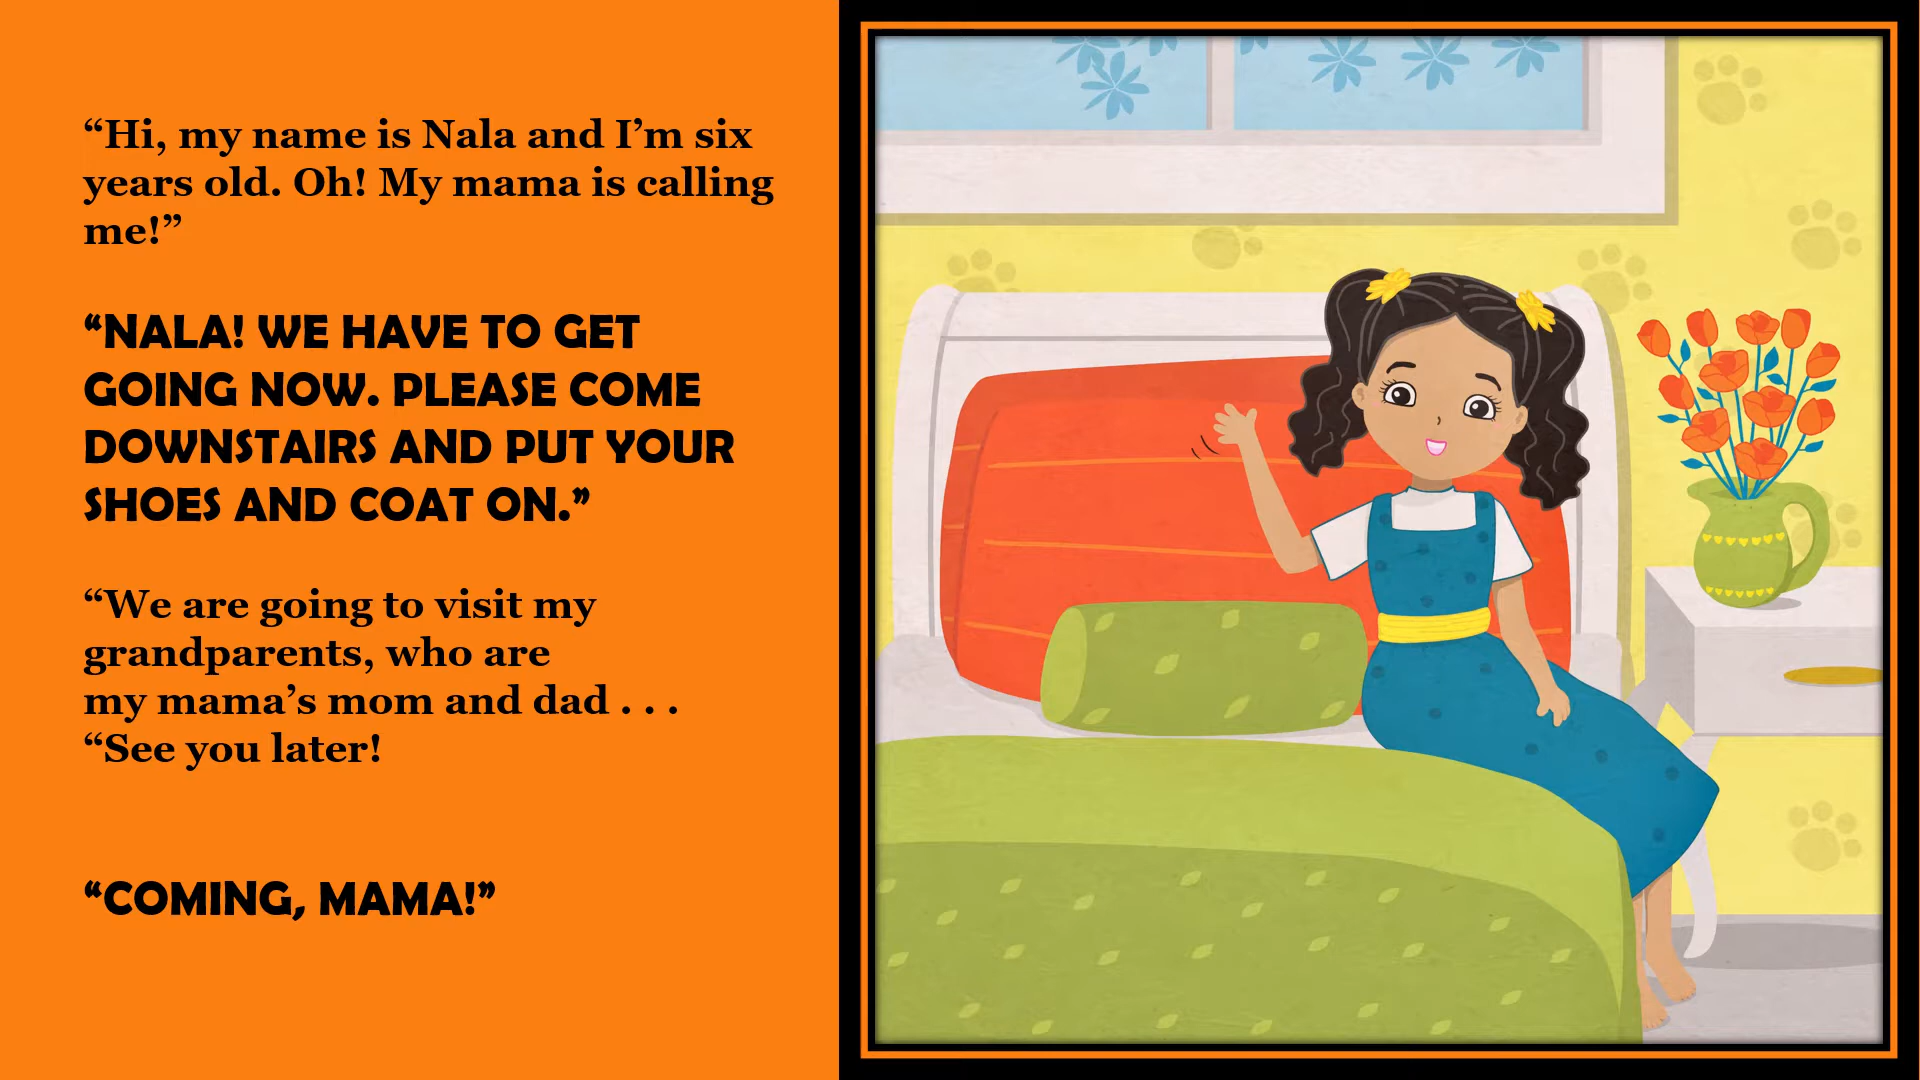 “Hi, my name is Nala and I’m six
years old. Oh! My mama is calling
me!”
“NALA! WE HAVE TO GET
GOING NOW. PLEASE COME
DOWNSTAIRS AND PUT YOUR
SHOES AND COAT ON.”
“We are going to visit my
grandparents, who are
my mama’s mom and dad . . .
“See you later!
“COMING, MAMA!”